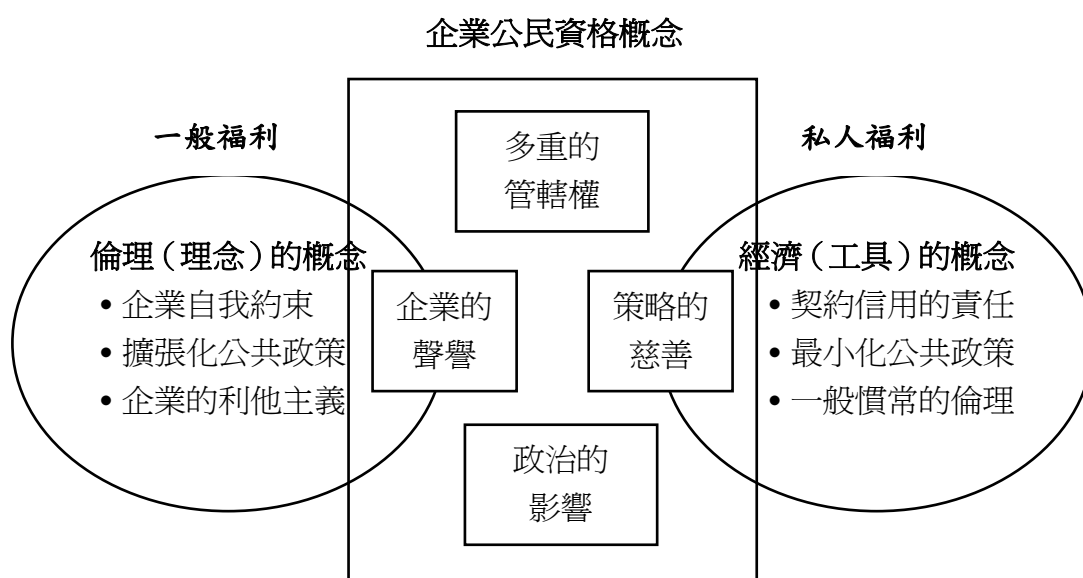 企業公民資格概念
一般福利
私人福利
多重的
管轄權
倫理（理念）的概念
• 企業自我約束
• 擴張化公共政策
• 企業的利他主義
企業的
聲譽
策略的
慈善
經濟（工具）的概念
• 契約信用的責任
• 最小化公共政策
• 一般慣常的倫理
政治的
影響